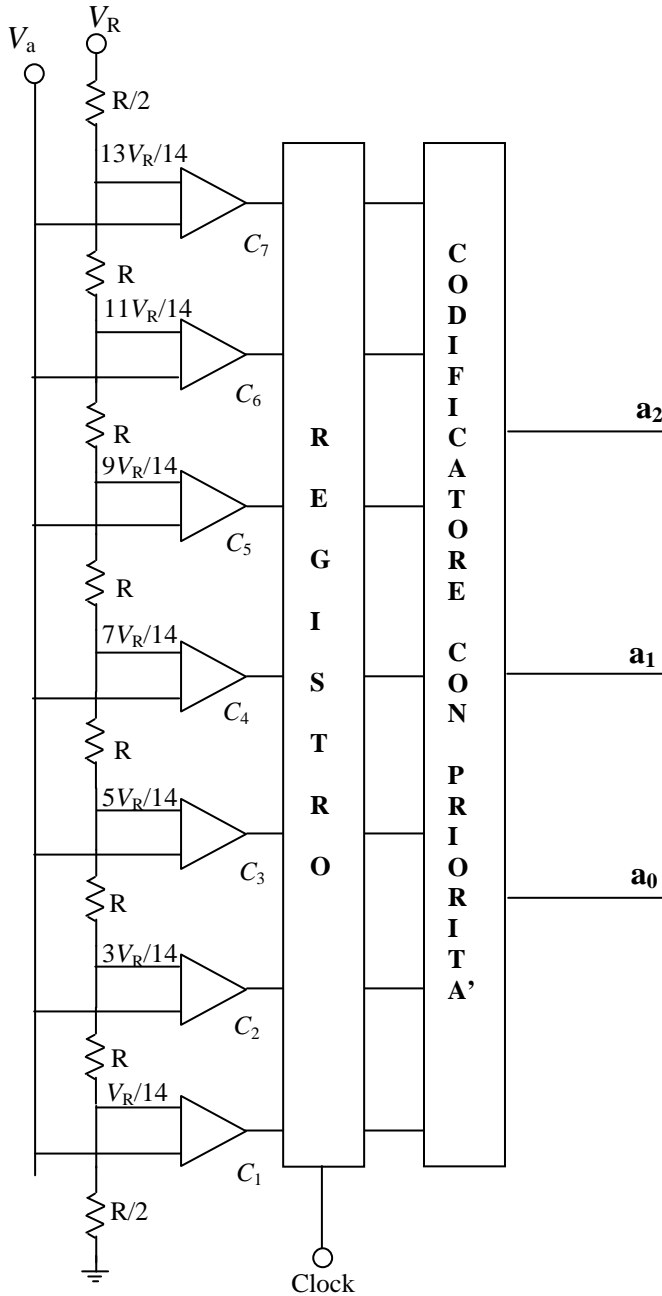 V_R
V_a
R/2
13V_R/14
C_7
R
11V_R/14
C_6
R
9V_R/14
C_5
R
7V_R/14
C_4
R
5V_R/14
C_3
R
3V_R/14
C_2
R
V_R/14
C_1
R/2
REGISTRO
Clock
CODIFICATORE CON PRIORITA’
a_2
a_1
a_0